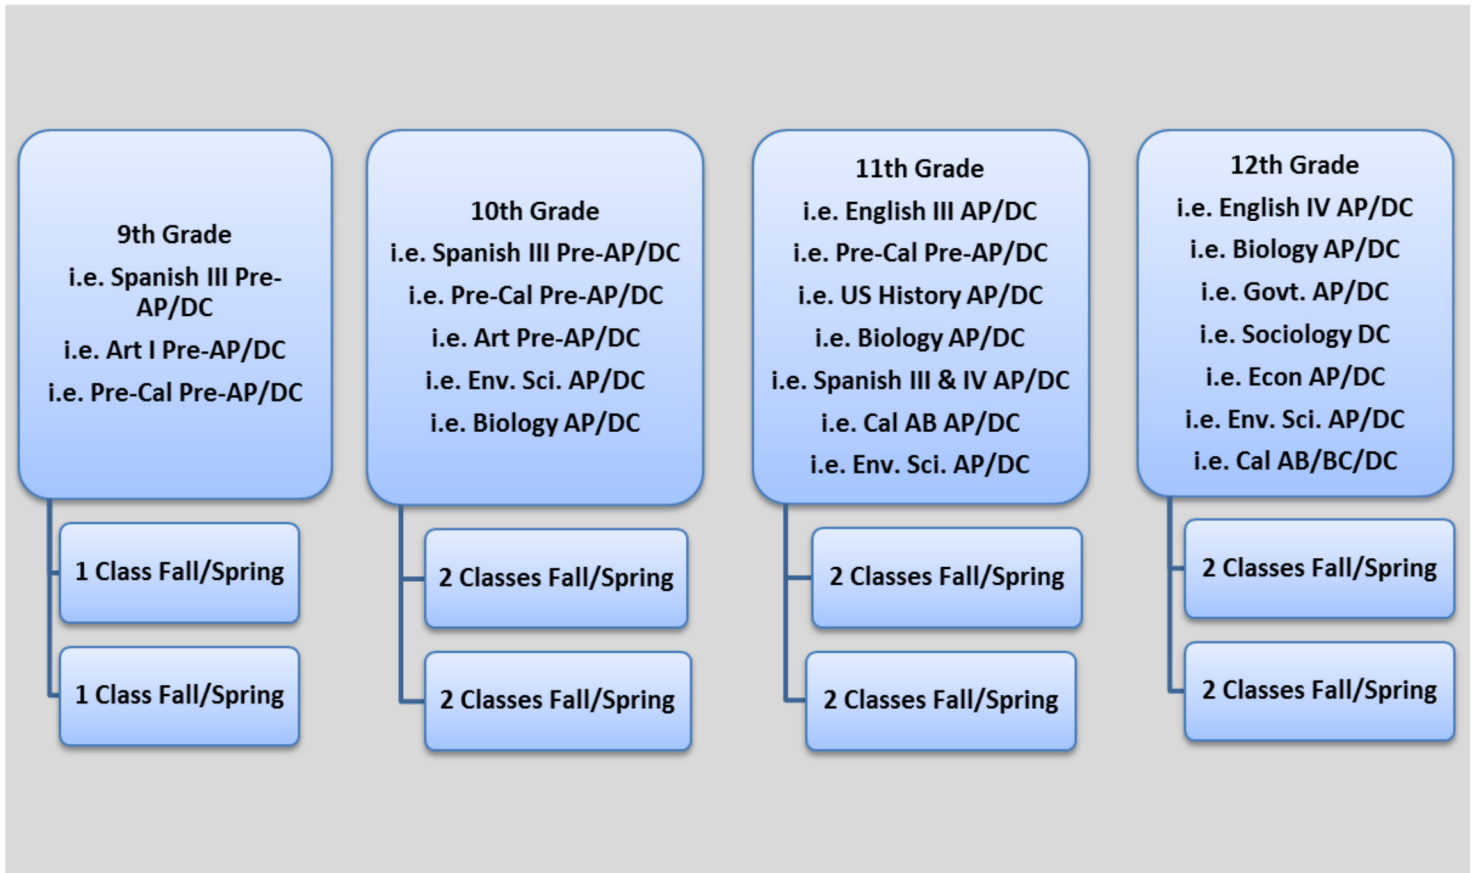 9th Grade
i.e. Spanish III Pre-
AP/DC
i.e. Art I Pre-AP/DC
i.e. Pre-Cal Pre-AP/DC
1 Class Fall/Spring
1 Class Fall/Spring
10th Grade
i.e. Spanish III Pre-AP/DC
i.e. Pre-Cal Pre-AP/DC
i.e. Art Pre-AP/DC
i.e. Env. Sci. AP/DC
i.e. Biology AP/DC
2 Classes Fall/Spring
2 Classes Fall/Spring
11th Grade
i.e. English III AP/DC
i.e. Pre-Cal Pre-AP/DC
i.e. US History AP/DC
i.e. Biology AP/DC
i.e. Spanish III & IV AP/DC
i.e. Cal AB AP/DC
i.e. Env. Sci. AP/DC
2 Classes Fall/Spring
2 Classes Fall/Spring
12th Grade
i.e. English IV AP/DC
i.e. Biology AP/DC
i.e. Govt. AP/DC
i.e. Sociology DC
i.e. Econ AP/DC
i.e. Env. Sci. AP/DC
i.e. Cal AB/BC/DC
2 Classes Fall/Spring
2 Classes Fall/Spring